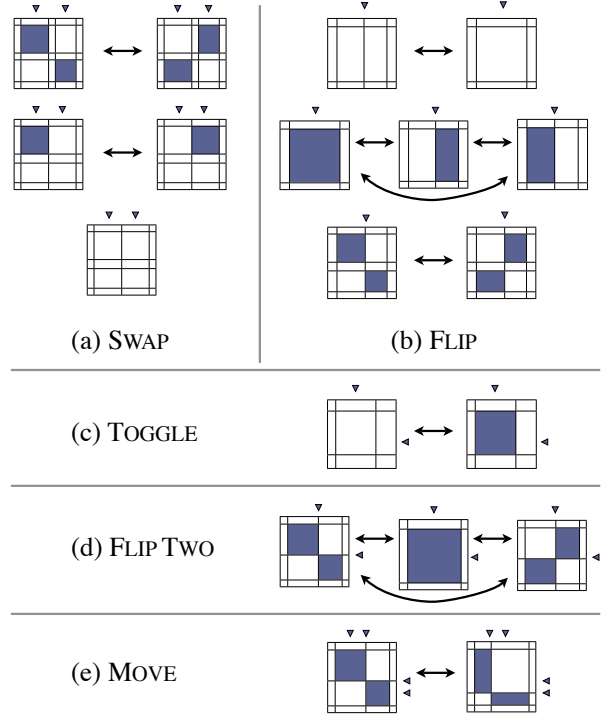 (a) SWAP
(b) FLIP
(c) TOGGLE
(d) FLIP TWO
(e) MOVE